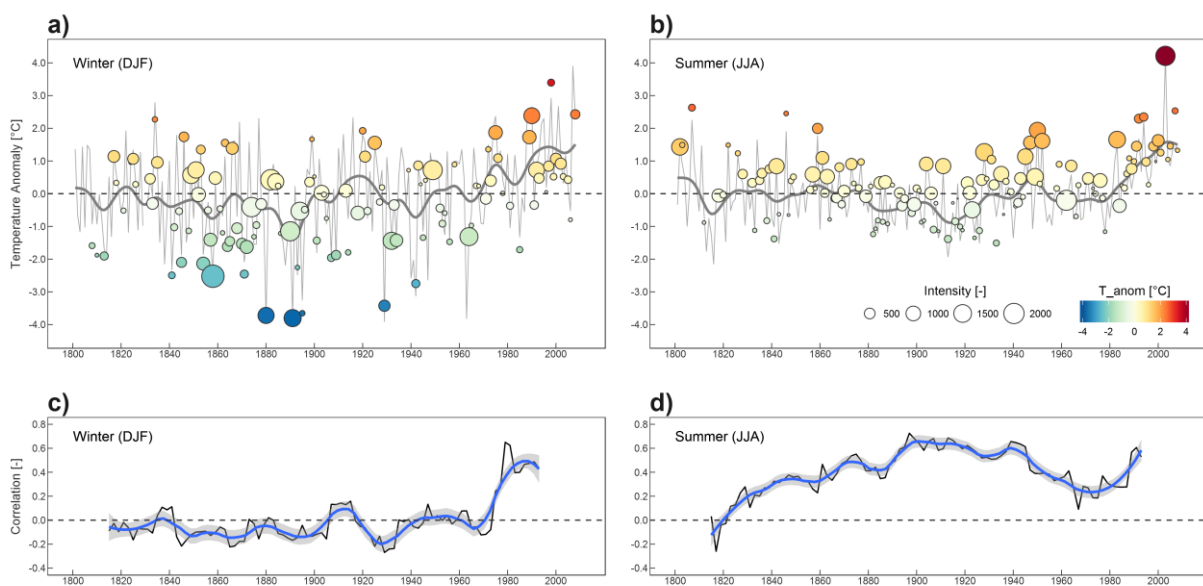 a)
Winter (DJF)
Temperature Anomaly [°C]
4.0
3.0
2.0
1.0
0.0
-1.0
-2.0
-3.0
-4.0
1800 1820 1840 1860 1880 1900 1920 1940 1960 1980 2000
b)
Summer (JJA)
4.0
3.0
2.0
1.0
0.0
-1.0
-2.0
-3.0
-4.0
Intensity [-]
500 1000 1500 2000
T_anom [°C]
-4 -2 0 2 4
1800 1820 1840 1860 1880 1900 1920 1940 1960 1980 2000
c)
Winter (DJF)
Correlation [-]
0.8
0.6
0.4
0.2
0.0
-0.2
-0.4
1800 1820 1840 1860 1880 1900 1920 1940 1960 1980 2000
d)
Summer (JJA)
0.8
0.6
0.4
0.2
0.0
-0.2
-0.4
1800 1820 1840 1860 1880 1900 1920 1940 1960 1980 2000